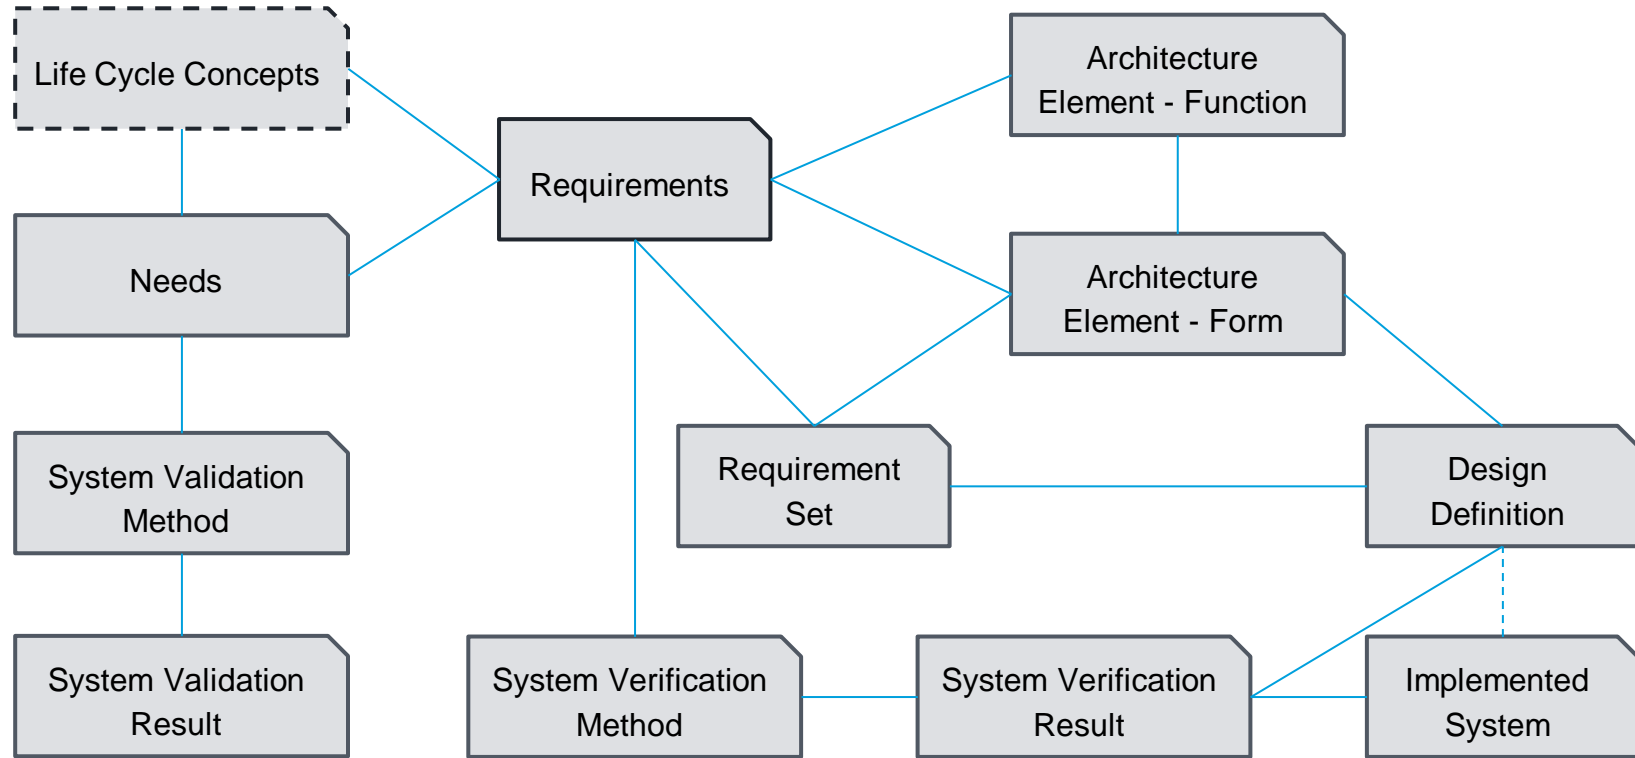 Life Cycle Concepts
Architecture
Element - Function
Requirements
Needs
Architecture
Element - Form
System Validation
Method
Requirement
Set
Design
Definition
System Validation
Result
System Verification
Method
System Verification
Result
Implemented
System